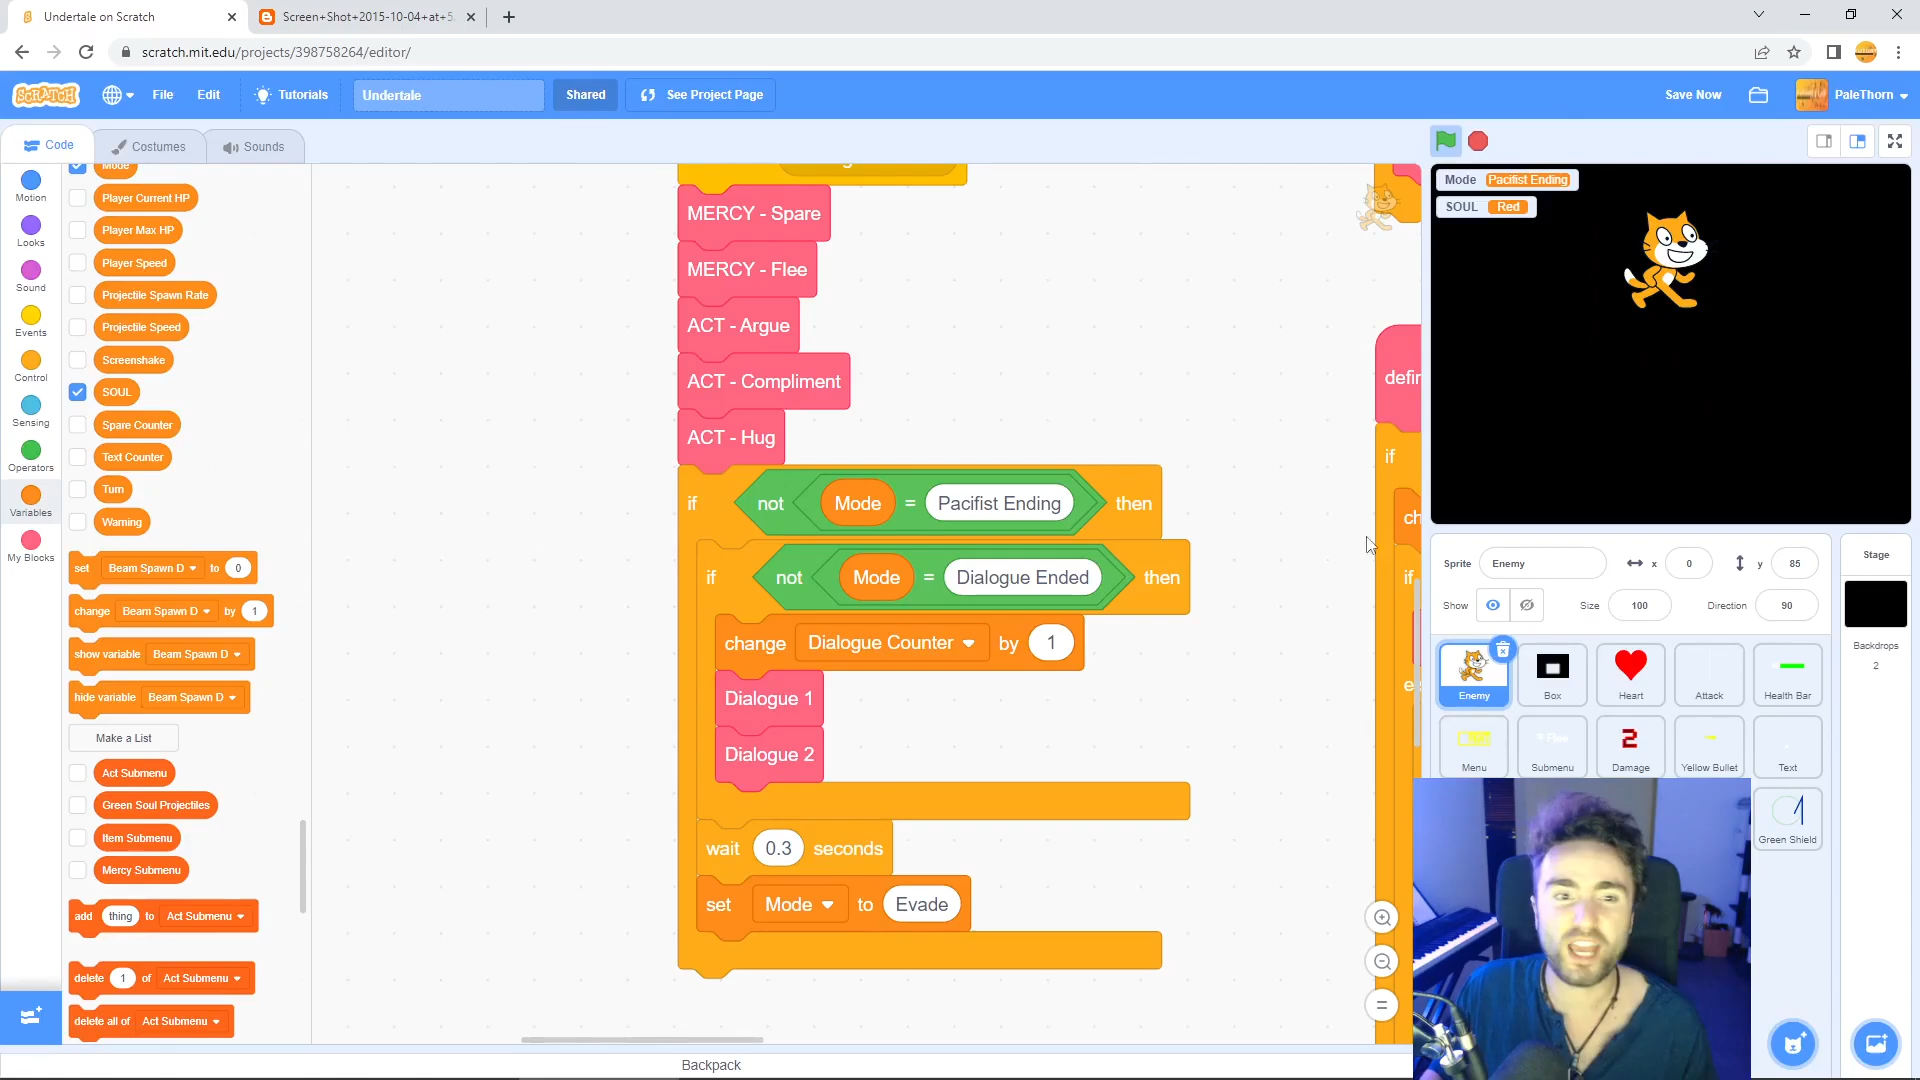 Undertale on Scratch
Screen+Shot+2015-10-04+at+5.
scratch.mit.edu/projects/398758264/editor/
SCRATCH
File
Edit
Tutorials
Undertale
Shared
See Project Page
Save Now
PaleThorn
Code
Costumes
Sounds
Motion
Looks
Sound
Events
Control
Sensing
Operators
Variables
My Blocks
Mode
Player Current HP
Player Max HP
Player Speed
Projectile Spawn Rate
Projectile Speed
Screenshake
SOUL
Spare Counter
Text Counter
Turn
Warning
set Beam Spawn D to 0
change Beam Spawn D by 1
show variable Beam Spawn D
hide variable Beam Spawn D
Make a List
Act Submenu
Green Soul Projectiles
Item Submenu
Mercy Submenu
add thing to Act Submenu
delete 1 of Act Submenu
delete all of Act Submenu
MERCY - Spare
MERCY - Flee
ACT - Argue
ACT - Compliment
ACT - Hug
if not Mode = Pacifist Ending then
if not Mode = Dialogue Ended then
change Dialogue Counter by 1
Dialogue 1
Dialogue 2
wait 0.3 seconds
set Mode to Evade
defin
if
ch
if
e
Backpack
Mode Pacifist Ending
SOUL Red
Sprite Enemy x 0 y 85
Show Size 100 Direction 90
Stage
Backdrops
2
Enemy
Box
Heart
Attack
Health Bar
Menu
Flee
Submenu
2
Damage
Yellow Bullet
Text
Green Shield